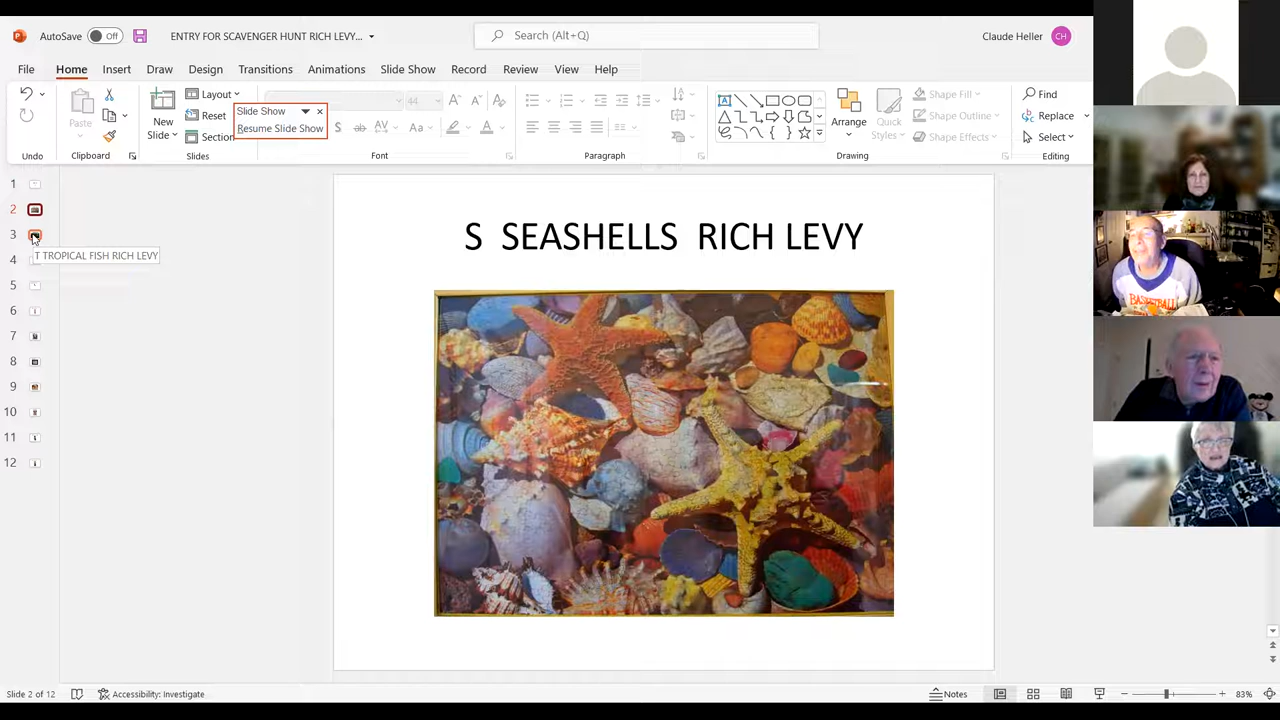 AutoSave Off ENTRY FOR SCAVENGER HUNT RICH LEVY... Search (Alt+Q) Claude Heller CH
File Home Insert Draw Design Transitions Animations Slide Show Record Review View Help
Paste
New Slide
Layout
Reset
Section
Slide Show
Resume Slide Show
44
Aa
Arrange
Quick Styles
Shape Fill
Shape Outline
Shape Effects
Find
Replace
Select
Undo Clipboard Slides Font Paragraph Drawing Editing
1
2
3
T TROPICAL FISH RICH LEVY
4
5
6
7
8
9
10
11
12
S SEASHELLS RICH LEVY
BASKETBALL
Slide 2 of 12 Accessibility: Investigate Notes 83%